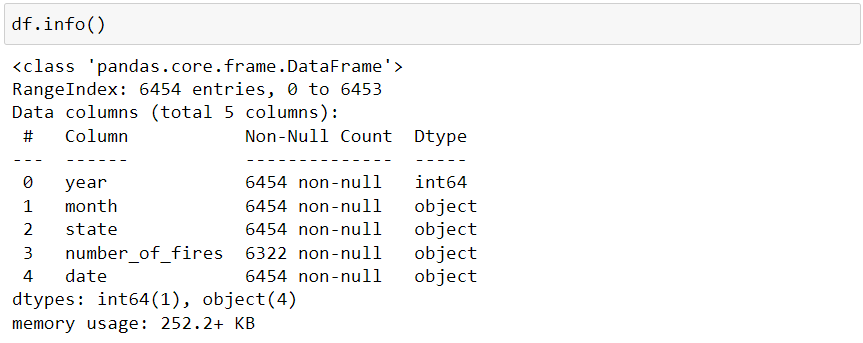 df.info()
<class 'pandas.core.frame.DataFrame'>
RangeIndex: 6454 entries, 0 to 6453
Data columns (total 5 columns):
 #   Column           Non-Null Count  Dtype
---  ------           --------------  -----
 0   year             6454 non-null   int64
 1   month            6454 non-null   object
 2   state            6454 non-null   object
 3   number_of_fires  6322 non-null   object
 4   date             6454 non-null   object
dtypes: int64(1), object(4)
memory usage: 252.2+ KB